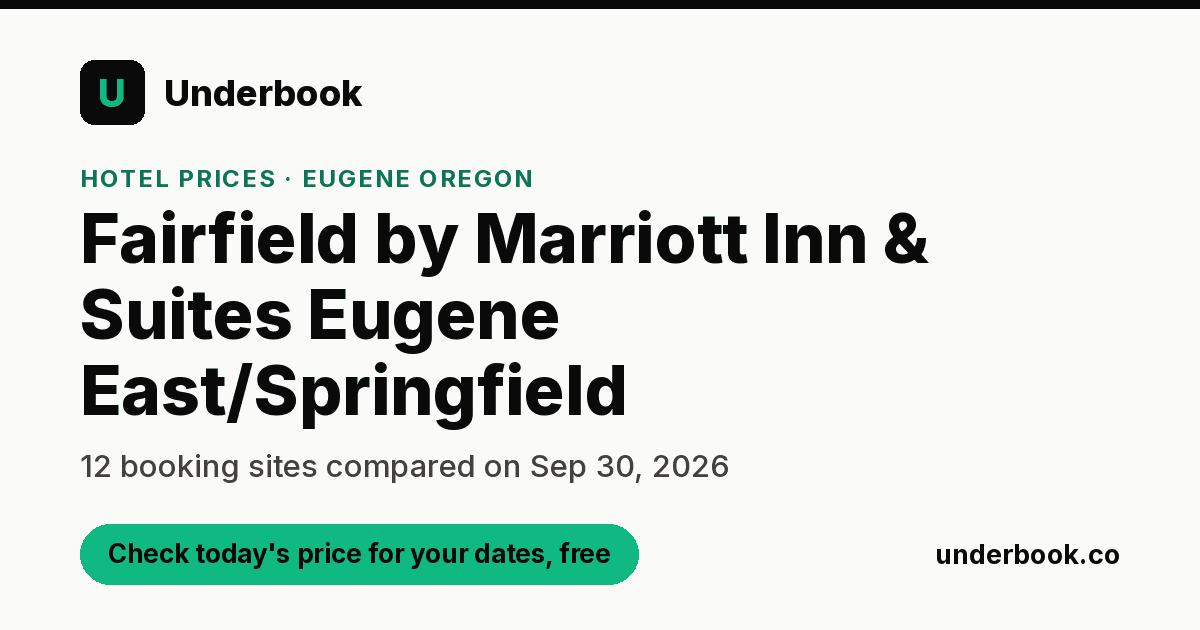 U Underbook
HOTEL PRICES · EUGENE OREGON
Fairfield by Marriott Inn &
Suites Eugene
East/Springfield
12 booking sites compared on Sep 30, 2026
Check today's price for your dates, free
underbook.co